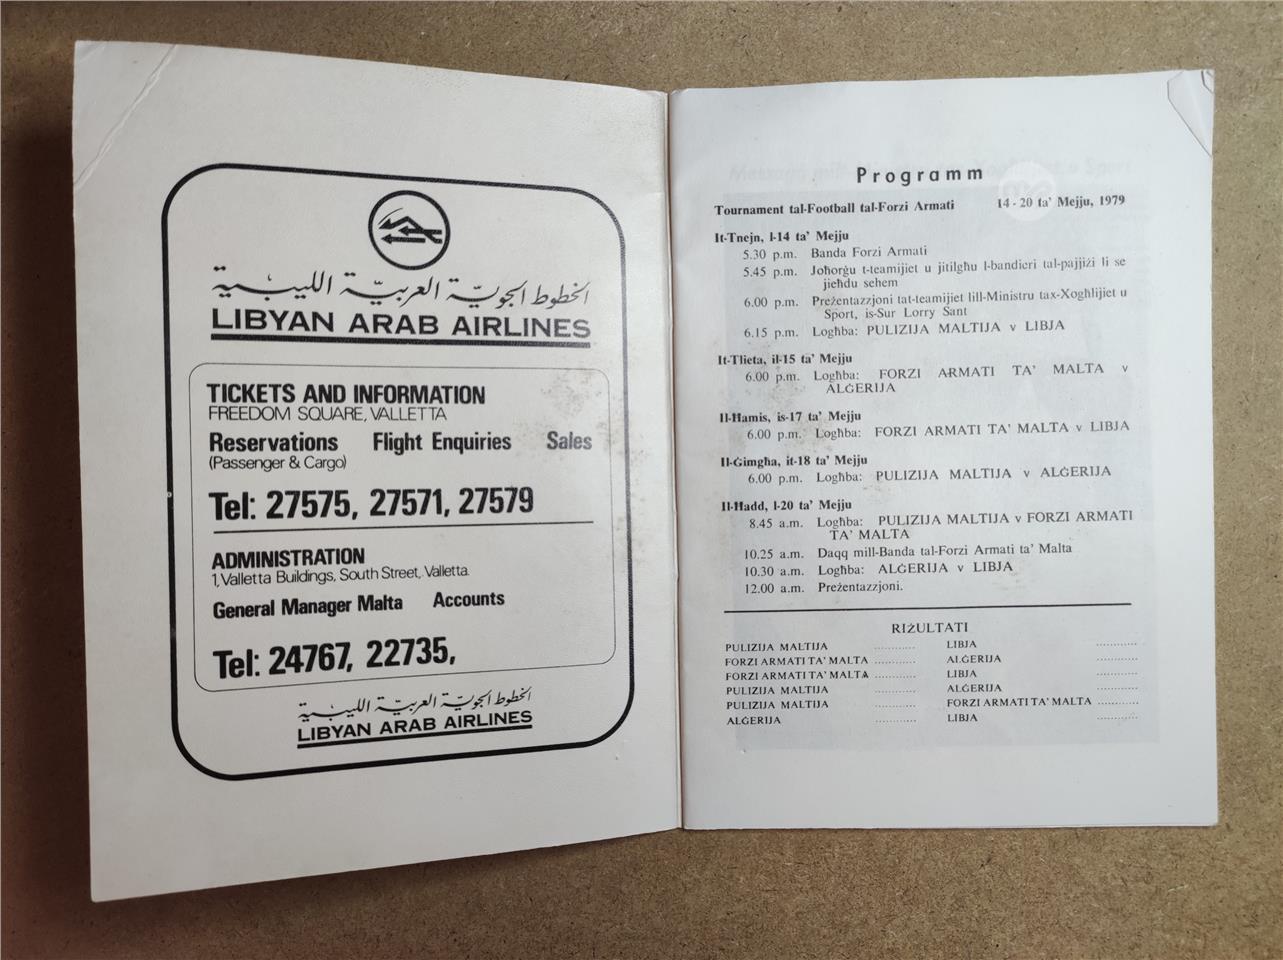 الخطوط الجوية العربية الليبية
LIBYAN ARAB AIRLINES
TICKETS AND INFORMATION
FREEDOM SQUARE, VALLETTA
Reservations Flight Enquiries Sales
(Passenger & Cargo)
Tel: 27575, 27571, 27579
ADMINISTRATION
1, Valletta Buildings, South Street, Valletta.
General Manager Malta Accounts
Tel: 24767, 22735,
الخطوط الجوية العربية الليبية
LIBYAN ARAB AIRLINES
Programm
Tournament tal-Football tal-Forzi Armati 14 - 20 ta' Mejju, 1979
It-Tnejn, l-14 ta' Mejju
5.30 p.m. Banda Forzi Armati
5.45 p.m. Joħorġu t-teamijiet u jitilgħu l-bandieri tal-pajjiżi li se
jieħdu sehem
6.00 p.m. Preżentazzjoni tat-teamijiet lill-Ministru tax-Xogħlijiet u
Sport, is-Sur Lorry Sant
6.15 p.m. Logħba: PULIZIJA MALTIJA v LIBJA
It-Tlieta, il-15 ta' Mejju
6.00 p.m. Logħba: FORZI ARMATI TA' MALTA v
ALĠERIJA
Il-Ħamis, is-17 ta' Mejju
6.00 p.m. Logħba: FORZI ARMATI TA' MALTA v LIBJA
Il-Ġimgħa, it-18 ta' Mejju
6.00 p.m. Logħba: PULIZIJA MALTIJA v ALĠERIJA
Il-Ħadd, l-20 ta' Mejju
8.45 a.m. Logħba: PULIZIJA MALTIJA v FORZI ARMATI
TA' MALTA
10.25 a.m. Daqq mill-Banda tal-Forzi Armati ta' Malta
10.30 a.m. Logħba: ALĠERIJA v LIBJA
12.00 a.m. Preżentazzjoni.
RIŻULTATI
PULIZIJA MALTIJA ............ LIBJA ............
FORZI ARMATI TA' MALTA ............ ALĠERIJA ............
FORZI ARMATI TA' MALTA ............ LIBJA ............
PULIZIJA MALTIJA ............ ALĠERIJA ............
PULIZIJA MALTIJA ............ FORZI ARMATI TA' MALTA ............
ALĠERIJA ............ LIBJA ............